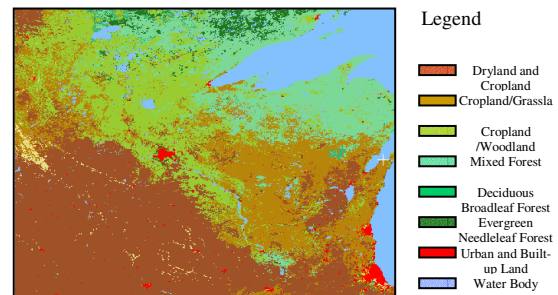 Legend
Dryland and
Cropland
Cropland/Grassla
Cropland
/Woodland
Mixed Forest
Deciduous
Broadleaf Forest
Evergreen
Needleleaf Forest
Urban and Built-
up Land
Water Body